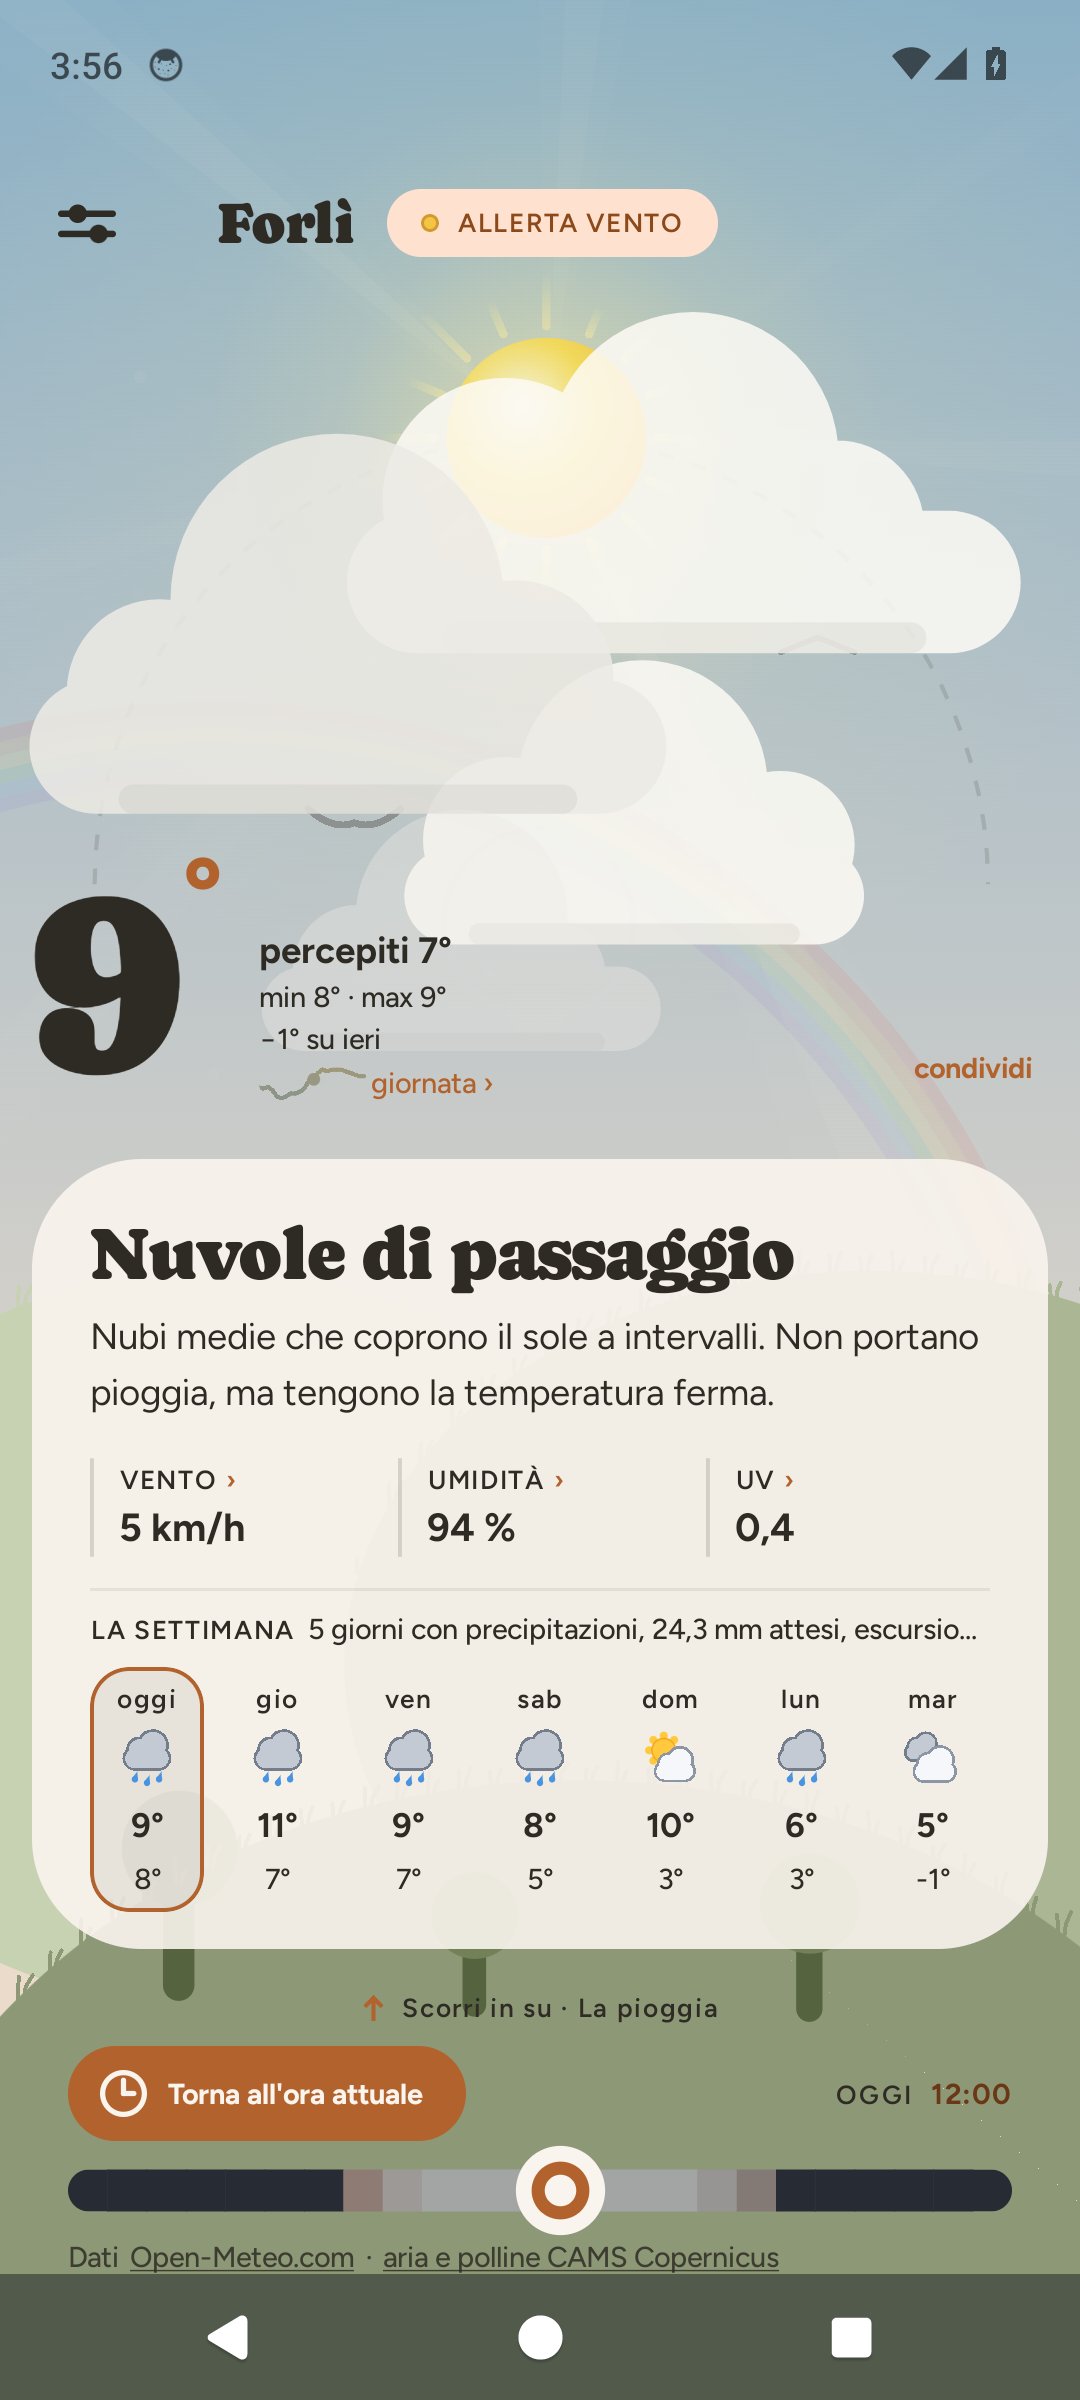 3:56
Forlì
ALLERTA VENTO
9°
percepiti 7°
min 8° · max 9°
−1° su ieri
giornata ›
condividi
Nuvole di passaggio
Nubi medie che coprono il sole a intervalli. Non portano
pioggia, ma tengono la temperatura ferma.
VENTO › UMIDITÀ › UV ›
5 km/h 94 % 0,4
LA SETTIMANA 5 giorni con precipitazioni, 24,3 mm attesi, escursio...
oggi gio ven sab dom lun mar
9° 11° 9° 8° 10° 6° 5°
8° 7° 7° 5° 3° 3° -1°
↑ Scorri in su · La pioggia
Torna all'ora attuale
OGGI 12:00
Dati Open-Meteo.com · aria e polline CAMS Copernicus